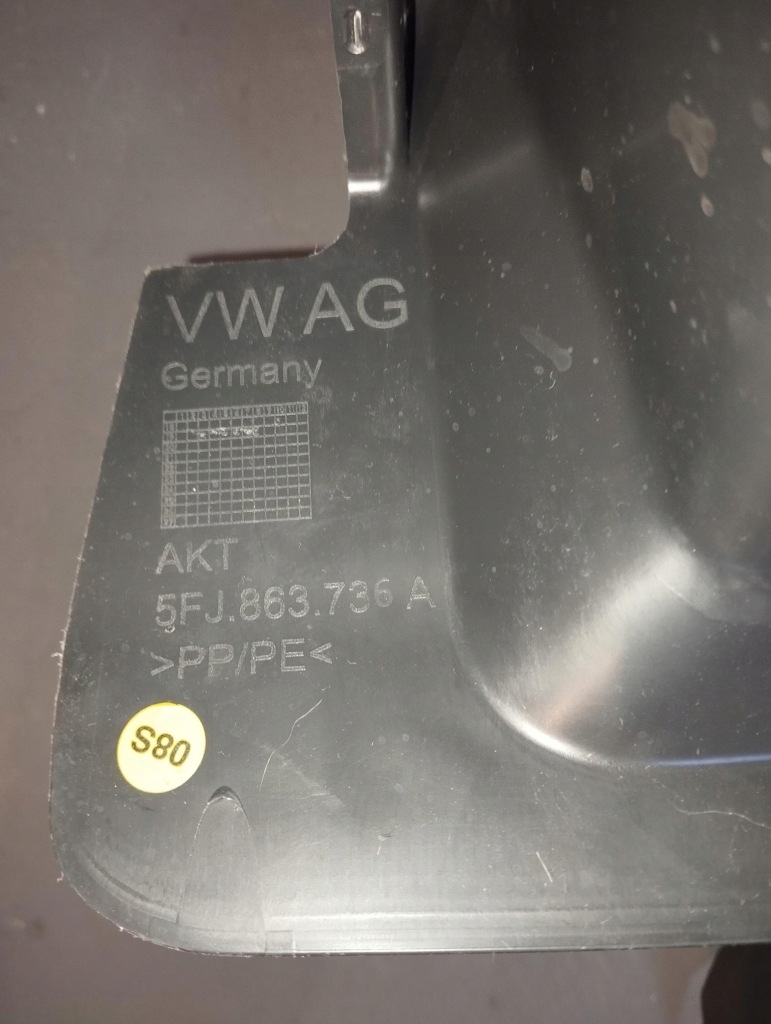 VW AG
Germany
AKT
5FJ.863.736 A
>PP/PE<
S80